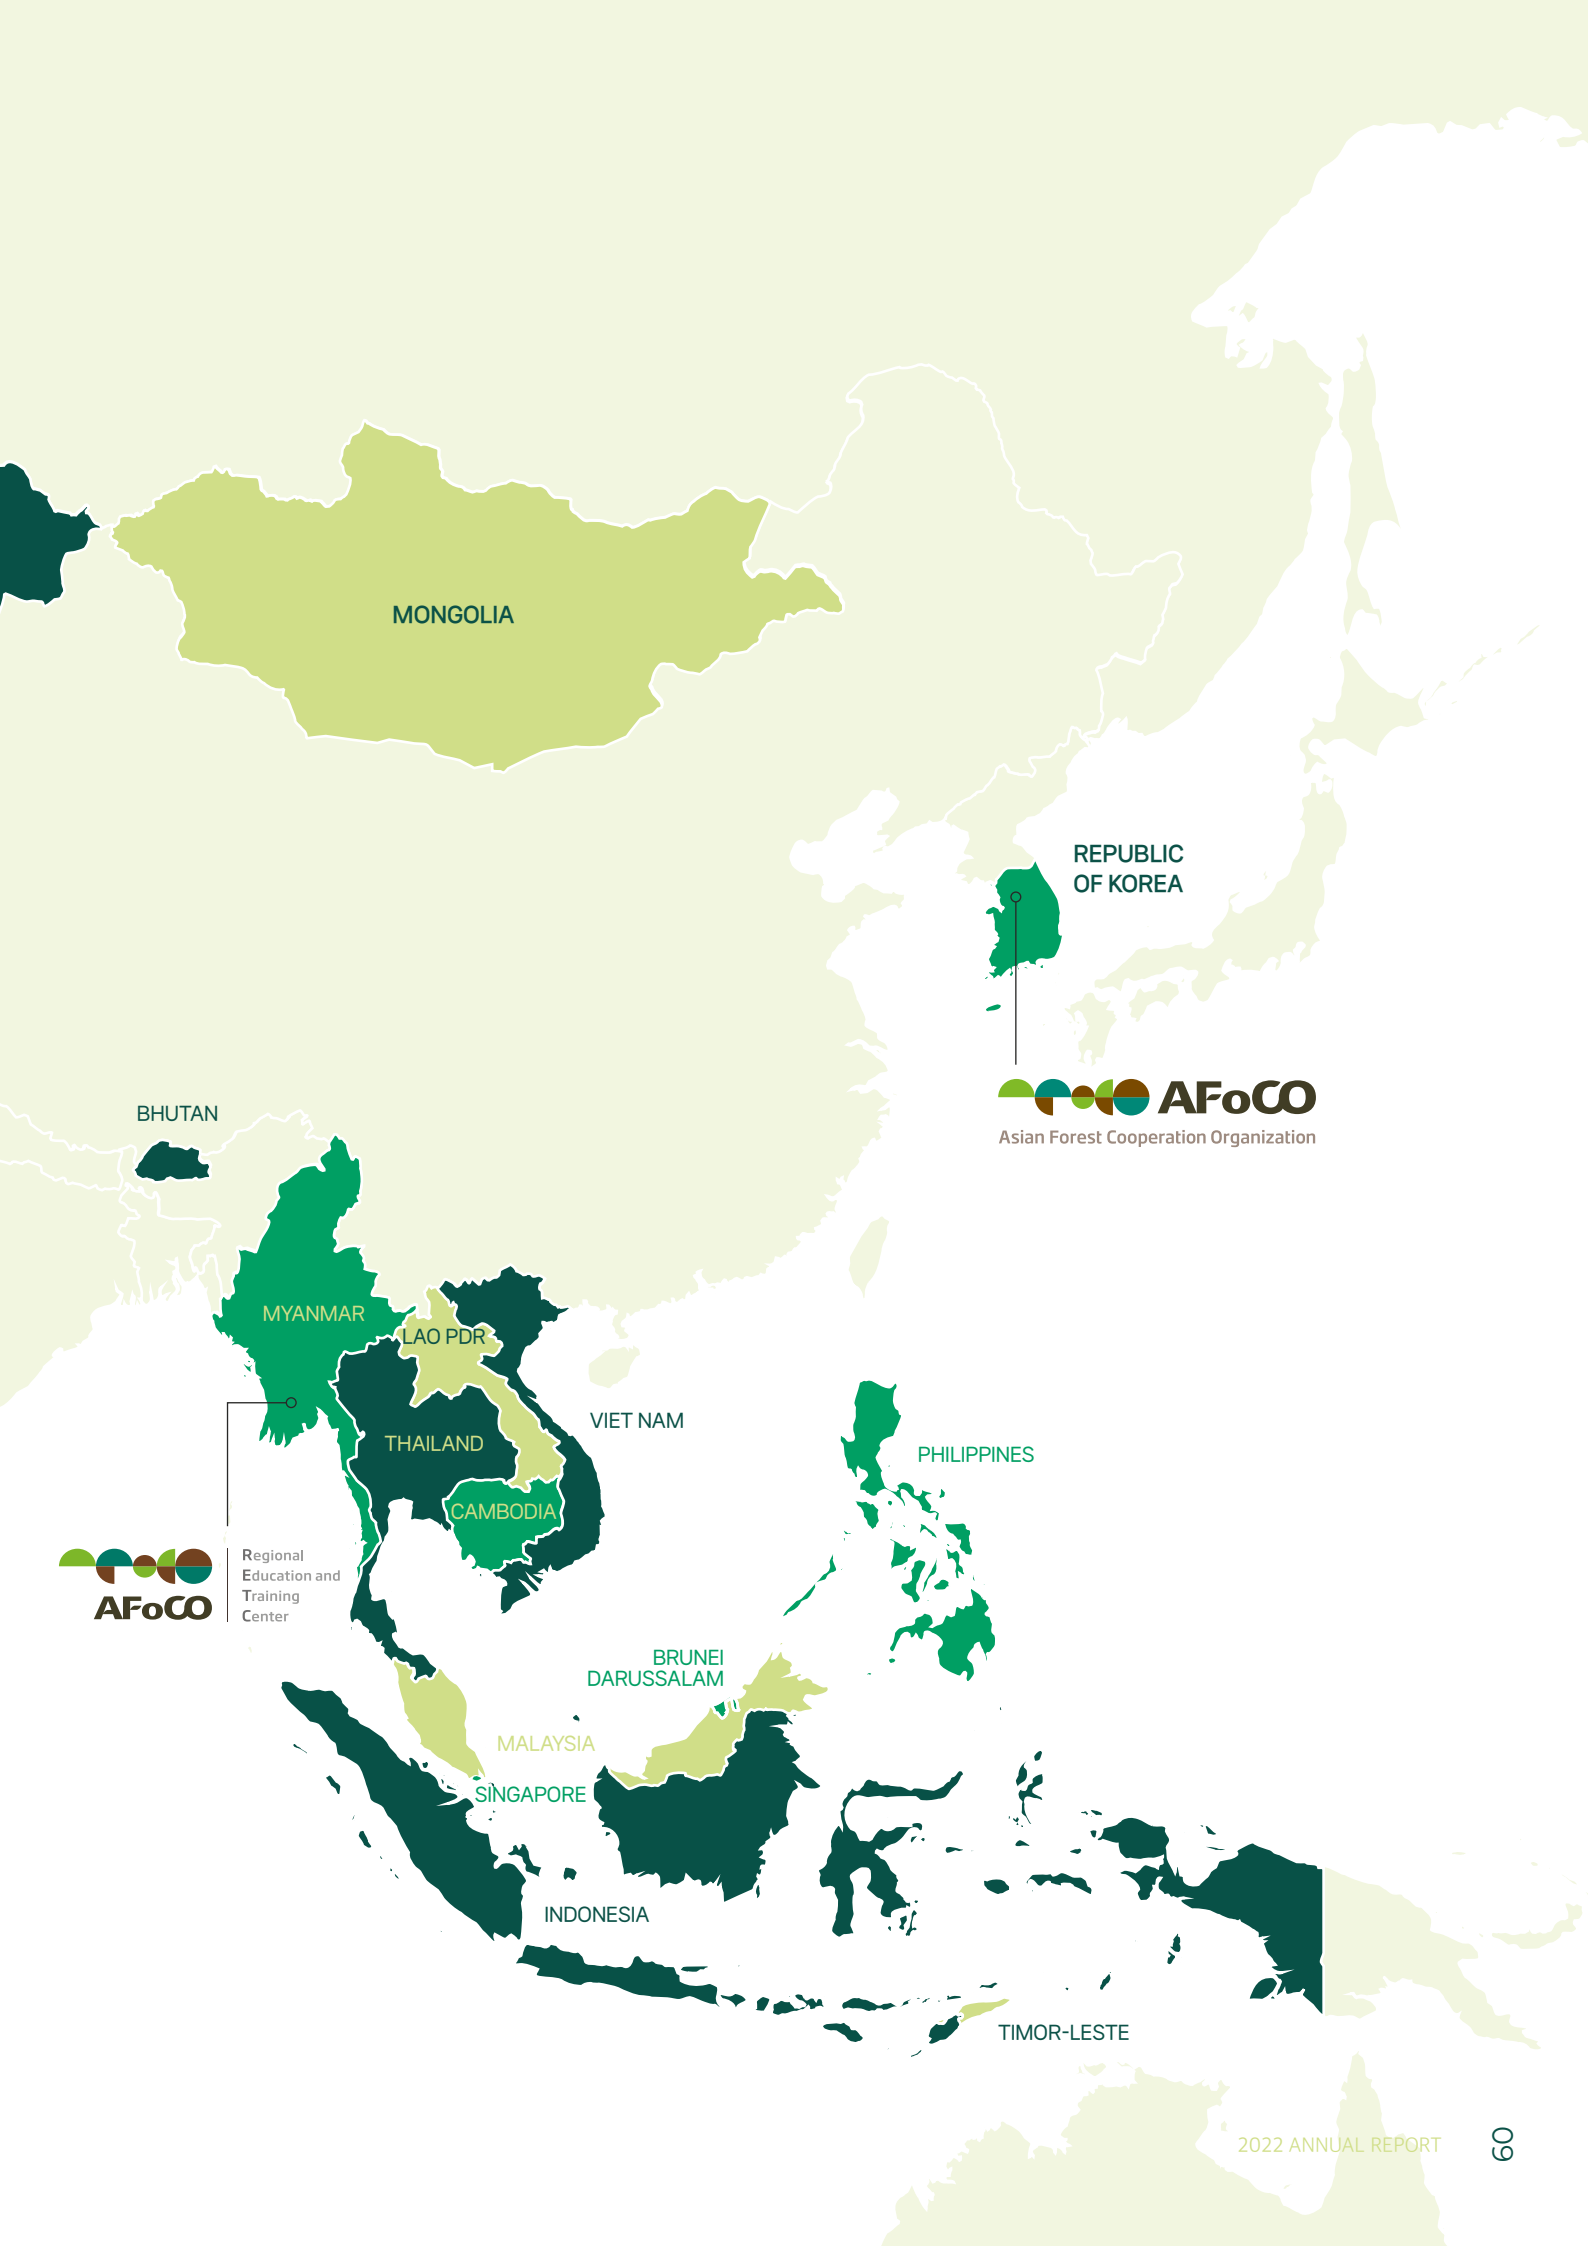 MONGOLIA
REPUBLIC
OF KOREA
AFoCO
Asian Forest Cooperation Organization
BHUTAN
MYANMAR
LAO PDR
VIET NAM
THAILAND
PHILIPPINES
CAMBODIA
AFoCO
Regional
Education and
Training
Center
BRUNEI
DARUSSALAM
MALAYSIA
SINGAPORE
INDONESIA
TIMOR-LESTE
2022 ANNUAL REPORT
09